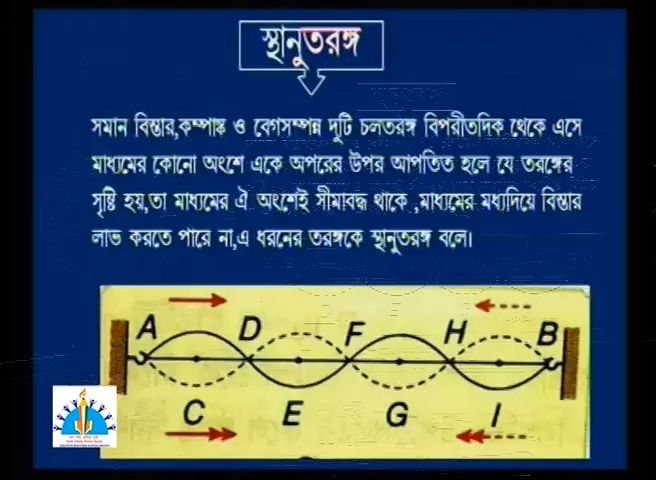 স্থানুতরঙ্গ
সমান বিস্তার,কম্পাঙ্ক ও বেগসম্পন্ন দুটি চলতরঙ্গ বিপরীতদিক থেকে এসে
মাধ্যমের কোনো অংশে একে অপরের উপর আপতিত হলে যে তরঙ্গের
সৃষ্টি হয়,তা মাধ্যমের ঐ অংশেই সীমাবদ্ধ থাকে ,মাধ্যমের মধ্যদিয়ে বিস্তার
লাভ করতে পারে না,এ ধরনের তরঙ্গকে স্থানুতরঙ্গ বলে।
A D F H B
C E G I